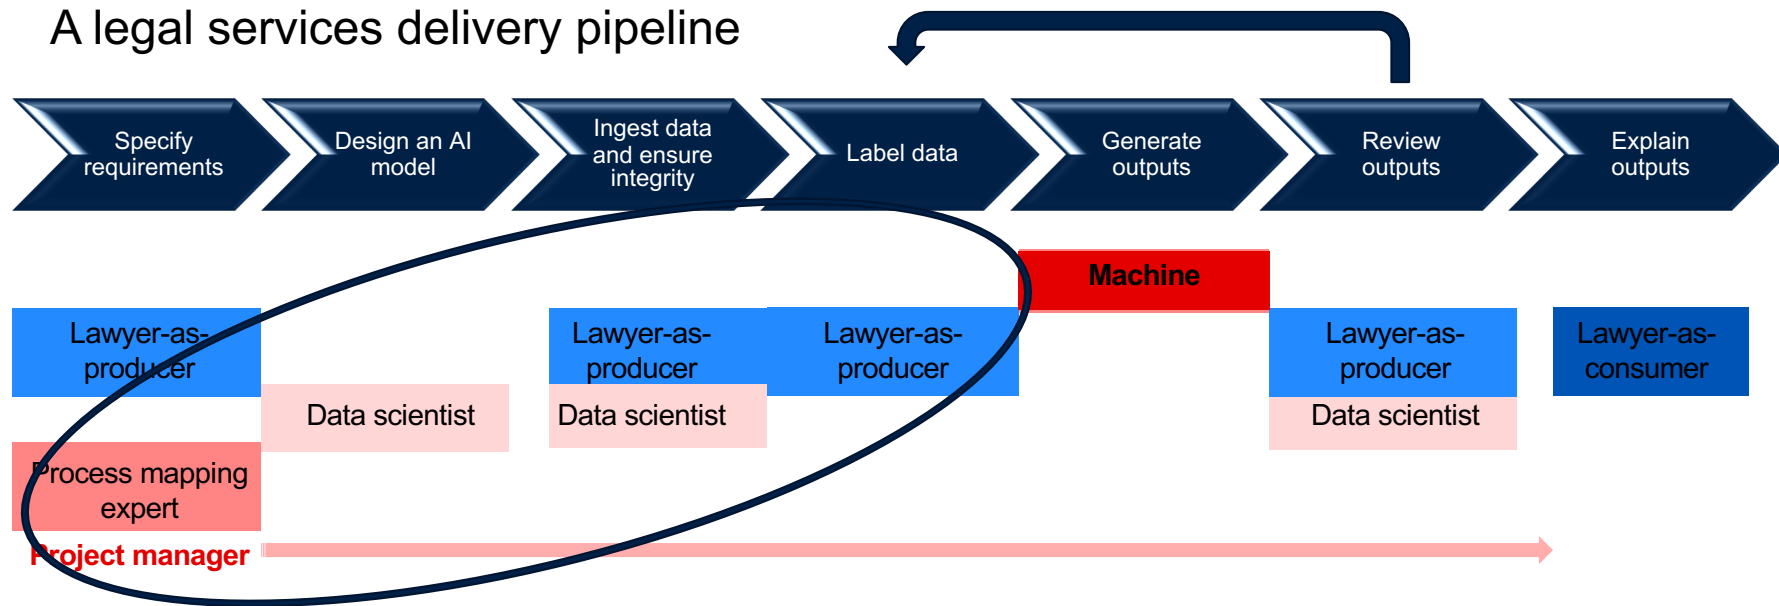 A legal services delivery pipeline
Specify
requirements
Design an AI
model
Ingest data
and ensure
integrity
Label data
Generate
outputs
Review
outputs
Explain
outputs
Machine
Lawyer-as-
producer
Lawyer-as-
producer
Lawyer-as-
producer
Lawyer-as-
producer
Lawyer-as-
consumer
Data scientist
Data scientist
Data scientist
Process mapping
expert
Project manager